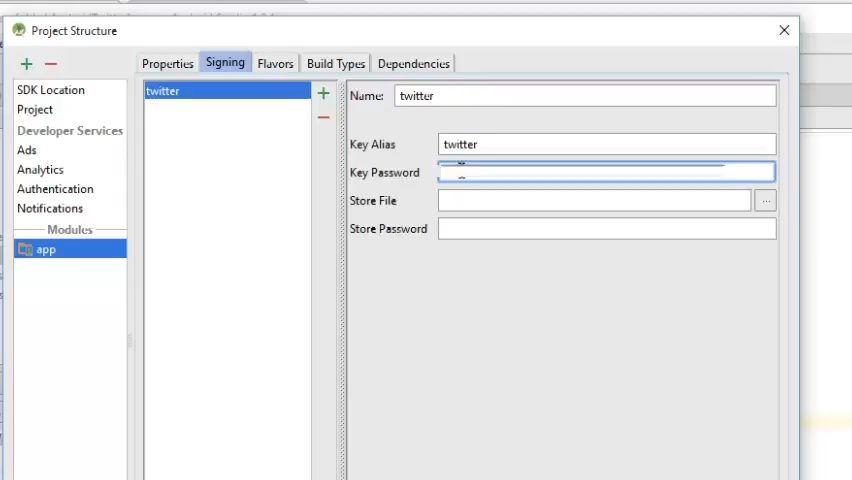 Project Structure
Properties
Signing
Flavors
Build Types
Dependencies
SDK Location
Project
Developer Services
Ads
Analytics
Authentication
Notifications
Modules
app
twitter
Name:
twitter
Key Alias
twitter
Key Password
Store File
...
Store Password